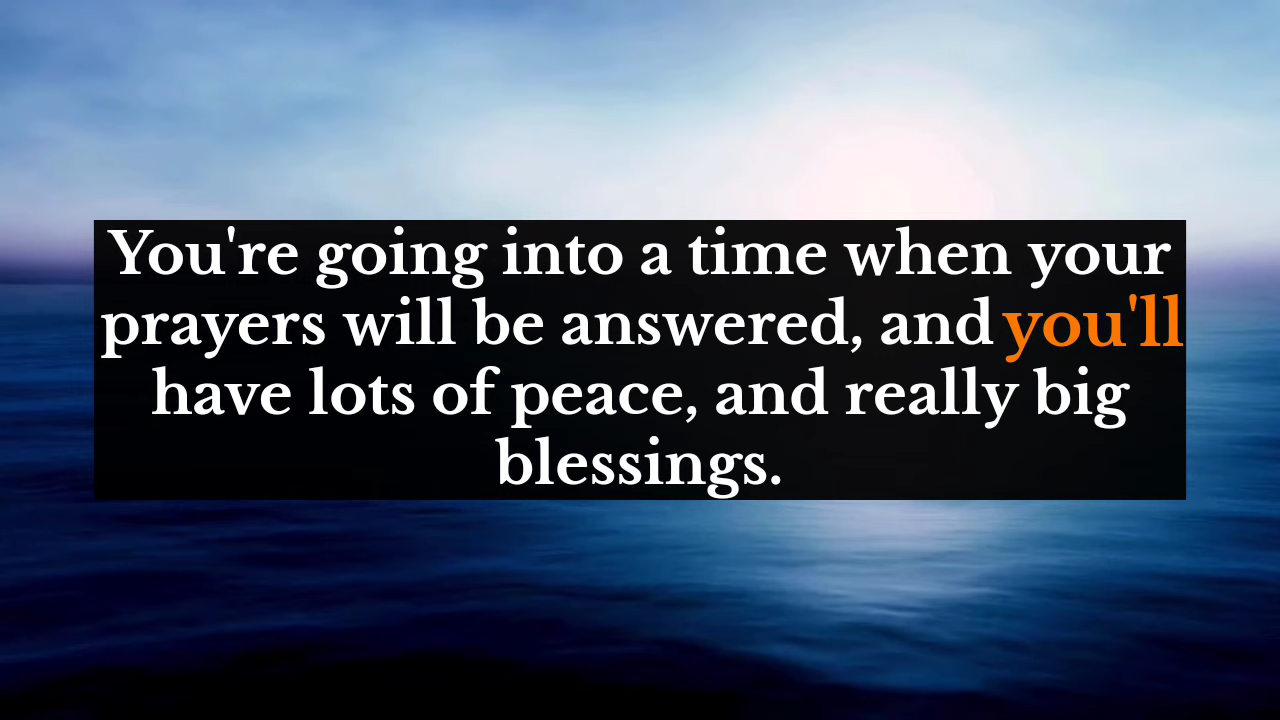 You're going into a time when your
prayers will be answered, and you'll
have lots of peace, and really big
blessings.